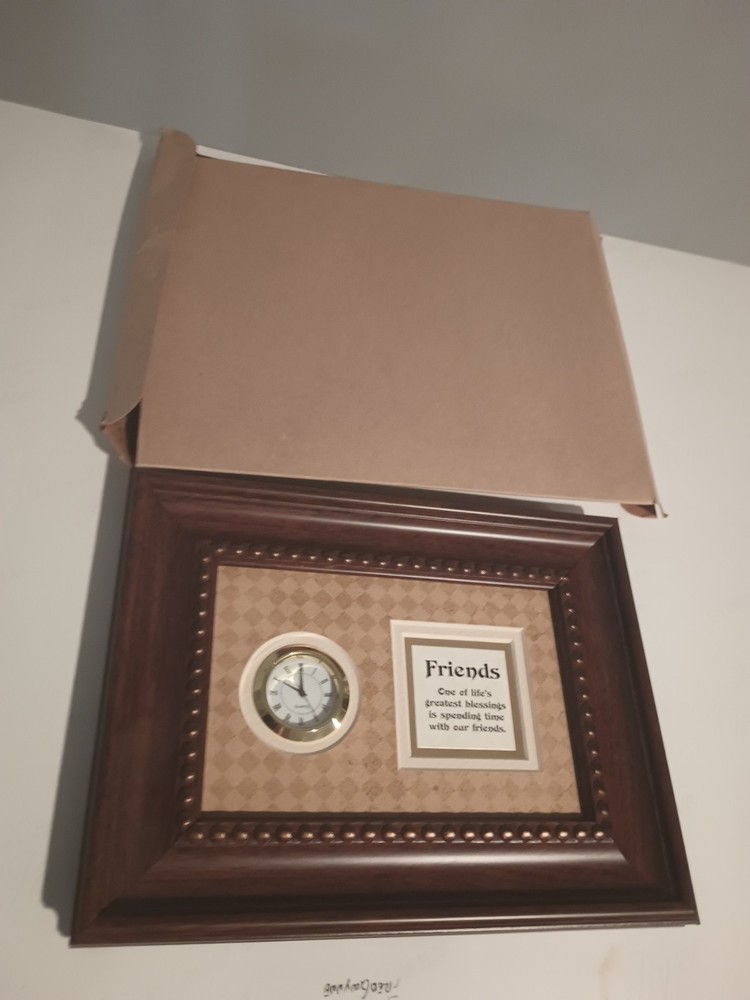 Friends
One of life's
greatest blessings
is spending time
with our friends.